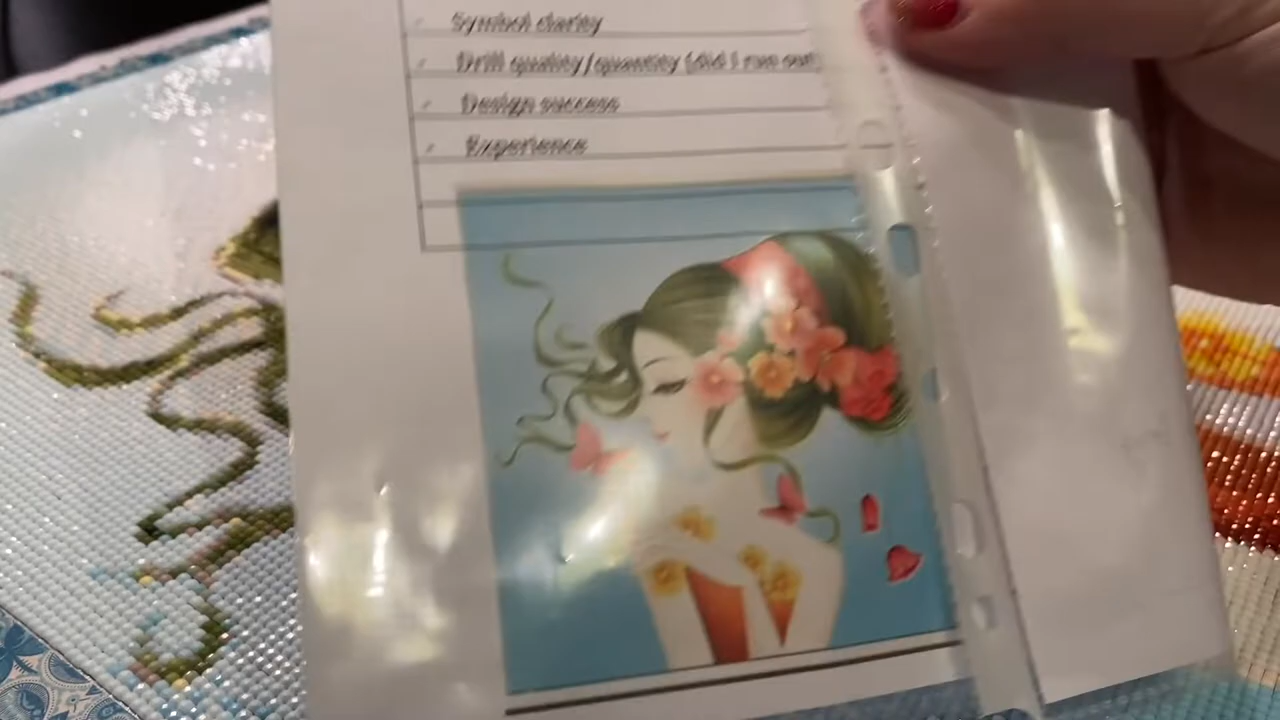 Symbol clarity
Drill quality/quantity (did I run out
Design success
Experience